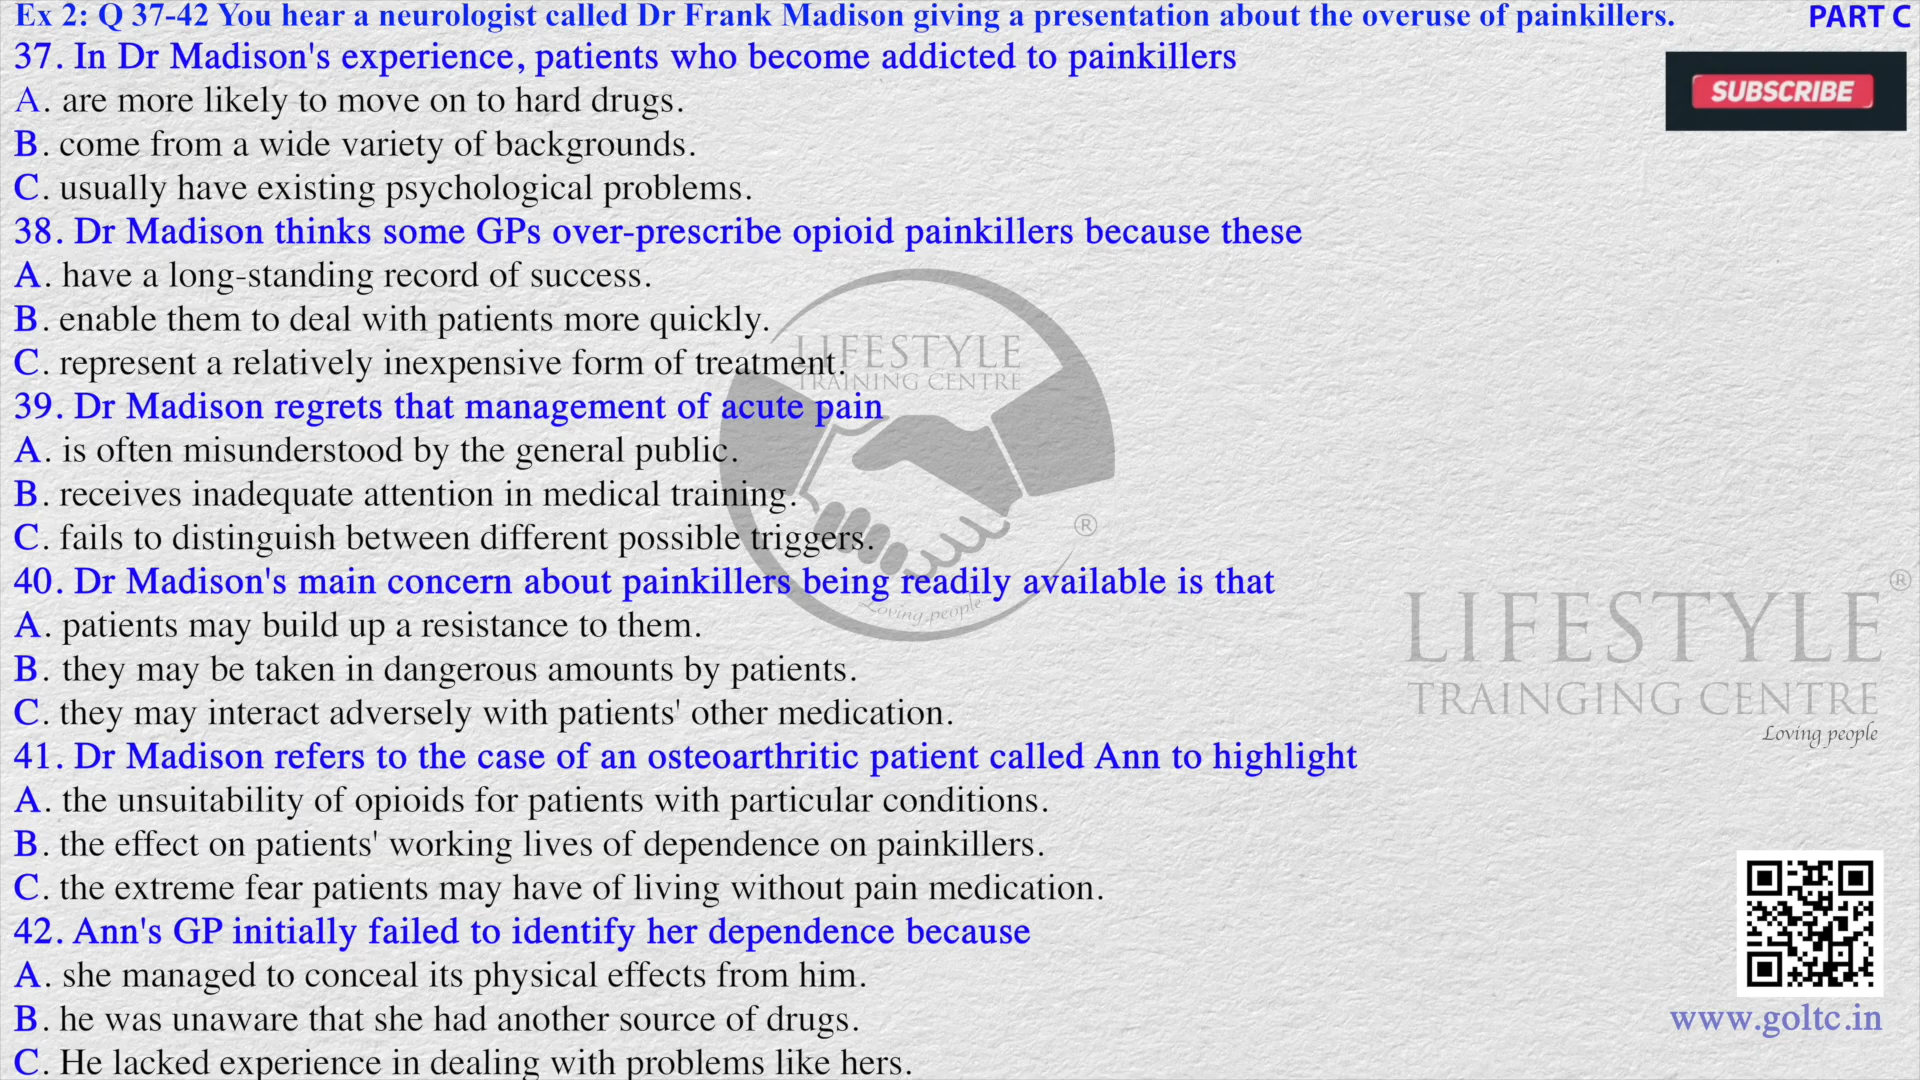 Ex 2: Q 37-42 You hear a neurologist called Dr Frank Madison giving a presentation about the overuse of painkillers.
PART C
37. In Dr Madison's experience, patients who become addicted to painkillers
SUBSCRIBE
A. are more likely to move on to hard drugs.
B. come from a wide variety of backgrounds.
C. usually have existing psychological problems.
38. Dr Madison thinks some GPs over-prescribe opioid painkillers because these
A. have a long-standing record of success.
B. enable them to deal with patients more quickly.
C. represent a relatively inexpensive form of treatment.
LIFESTYLE
TRAINING CENTRE
39. Dr Madison regrets that management of acute pain
A. is often misunderstood by the general public.
B. receives inadequate attention in medical training.
C. fails to distinguish between different possible triggers.
®
40. Dr Madison's main concern about painkillers being readily available is that
A. patients may build up a resistance to them.
Loving people
B. they may be taken in dangerous amounts by patients.
C. they may interact adversely with patients' other medication.
LIFESTYLE ®
TRAINGING CENTRE
Loving people
41. Dr Madison refers to the case of an osteoarthritic patient called Ann to highlight
A. the unsuitability of opioids for patients with particular conditions.
B. the effect on patients' working lives of dependence on painkillers.
C. the extreme fear patients may have of living without pain medication.
42. Ann's GP initially failed to identify her dependence because
A. she managed to conceal its physical effects from him.
B. he was unaware that she had another source of drugs.
C. He lacked experience in dealing with problems like hers.
www.goltc.in